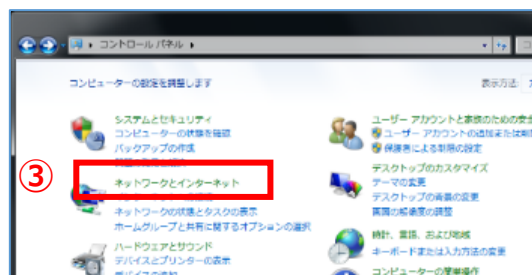 コントロール パネル
コンピューターの設定を調整します
表示方法:
システムとセキュリティ
コンピューターの状態を確認
バックアップの作成
③
ネットワークとインターネット
ネットワークの状態とタスクの表示
ホームグループと共有に関するオプションの選択
ハードウェアとサウンド
デバイスとプリンターの表示
デバイスの追加
ユーザー アカウントと家族のための安全
ユーザー アカウントの追加または削除
保護者による制限の設定
デスクトップのカスタマイズ
テーマの変更
デスクトップの背景の変更
画面の解像度の調整
時計、言語、および地域
キーボードまたは入力方法の変更
コンピュータの簡単操作